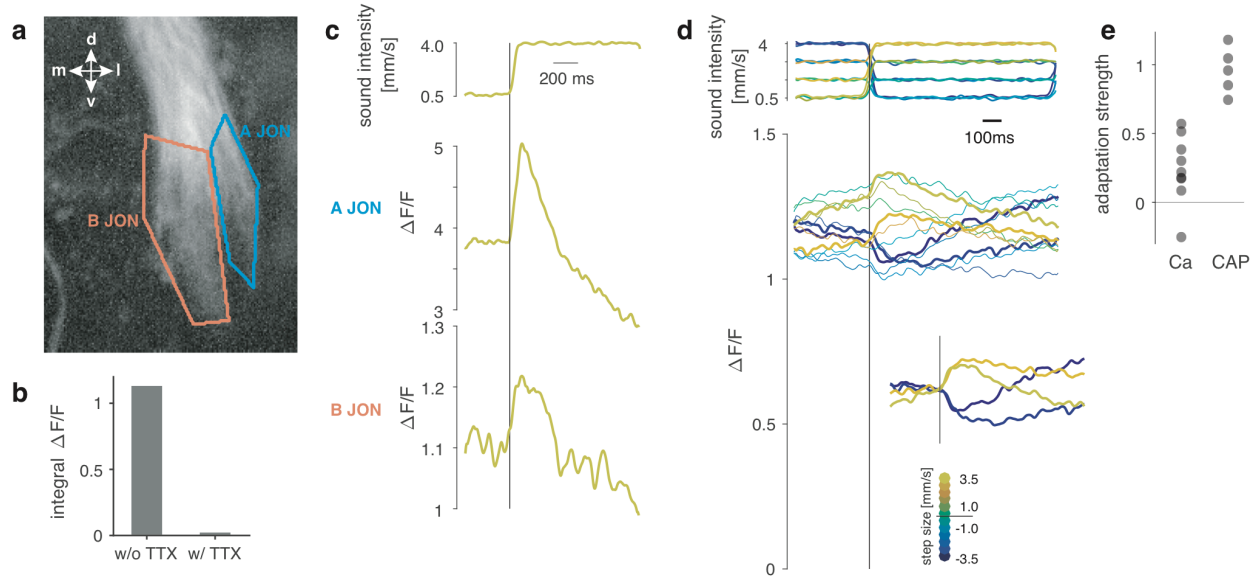 a
d
m
l
v
A JON
B JON
b
integral ΔF/F
1
0.5
0
w/o TTX
w/ TTX
c
sound intensity
[mm/s]
4.0
0.5
200 ms
A JON
ΔF/F
5
4
3
B JON
ΔF/F
1.3
1.2
1.1
1
d
sound intensity
[mm/s]
4
0.5
100ms
ΔF/F
1.5
1
0.5
0
step size [mm/s]
3.5
1.0
-1.0
-3.5
e
adaptation strength
1
0.5
0
Ca
CAP